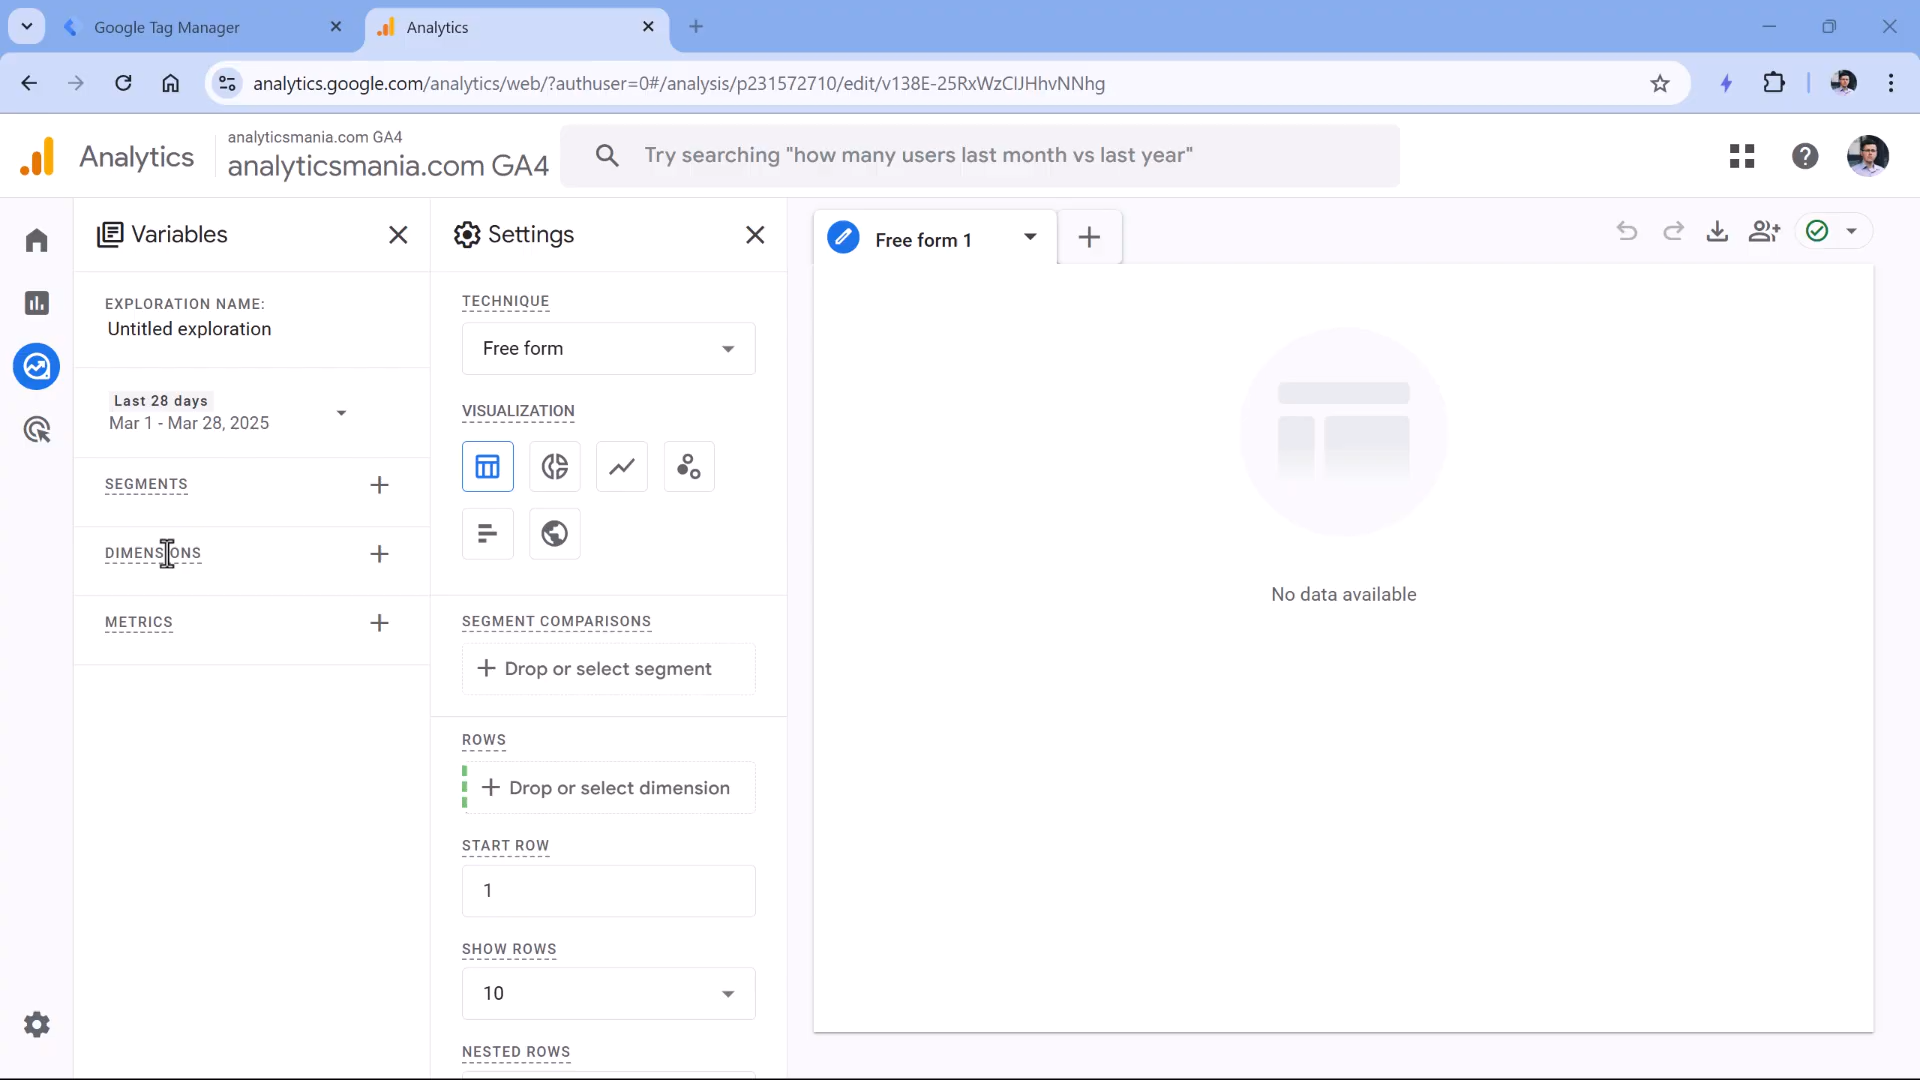 Google Tag Manager
Analytics
analytics.google.com/analytics/web/?authuser=0#/analysis/p231572710/edit/v138E-25RxWzClJHhvNNhg
Analytics
analyticsmania.com GA4
analyticsmania.com GA4
Try searching "how many users last month vs last year"
Variables
EXPLORATION NAME:
Untitled exploration
Last 28 days
Mar 1 - Mar 28, 2025
SEGMENTS
DIMENSIONS
METRICS
Settings
TECHNIQUE
Free form
VISUALIZATION
SEGMENT COMPARISONS
Drop or select segment
ROWS
Drop or select dimension
START ROW
1
SHOW ROWS
10
NESTED ROWS
Free form 1
No data available